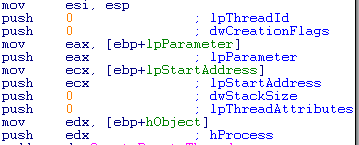 mov esi, esp
push 0 ; lpThreadId
push 0 ; dwCreationFlags
mov eax, [ebp+lpParameter]
push eax ; lpParameter
mov ecx, [ebp+lpStartAddress]
push ecx ; lpStartAddress
push 0 ; dwStackSize
push 0 ; lpThreadAttributes
mov edx, [ebp+hObject]
push edx ; hProcess